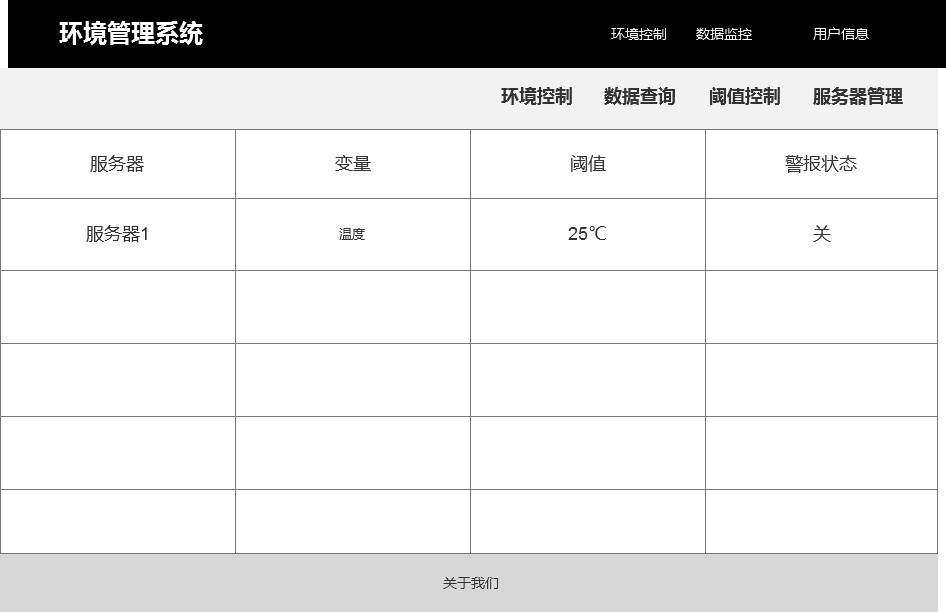 环境管理系统 环境控制 数据监控 用户信息
环境控制 数据查询 阈值控制 服务器管理
服务器 变量 阈值 警报状态
服务器1 温度 25℃ 关
关于我们